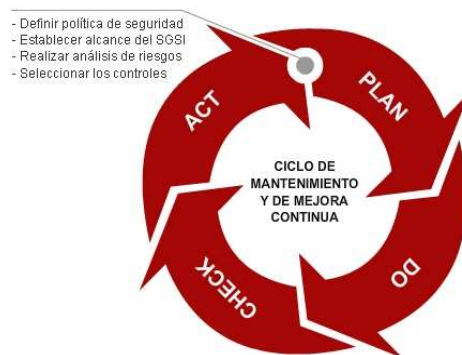 - Definir política de seguridad
- Establecer alcance del SGSI
- Realizar análisis de riesgos
- Seleccionar los controles
ACT
PLAN
CICLO DE
MANTENIMIENTO
Y DE MEJORA
CONTINUA
CHECK
DO